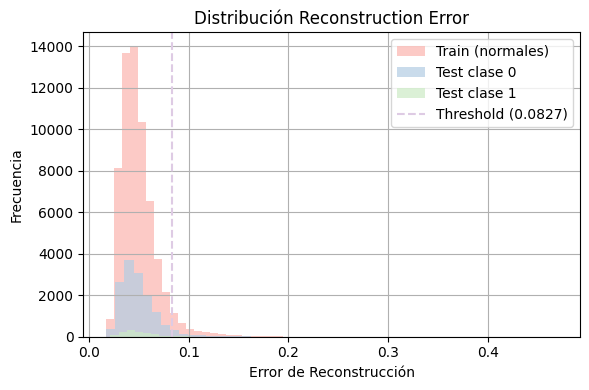 Distribución Reconstruction Error
Train (normales)
Test clase 0
Test clase 1
Threshold (0.0827)
Frecuencia
14000
12000
10000
8000
6000
4000
2000
0
0.0
0.1
0.2
0.3
0.4
Error de Reconstrucción